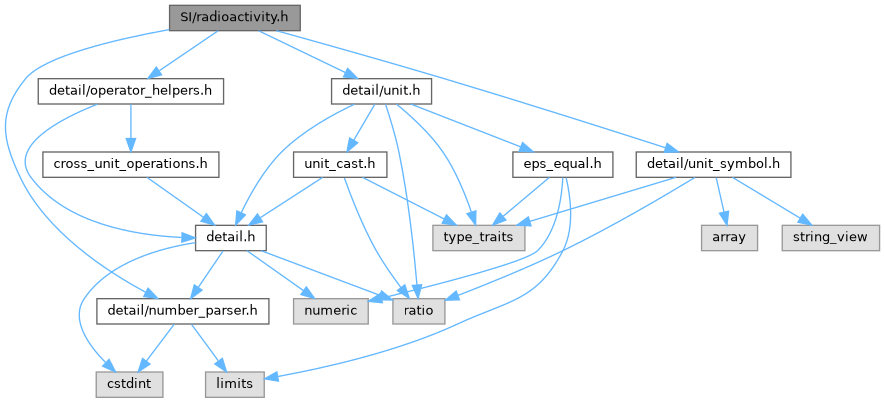 SI/radioactivity.h
detail/operator_helpers.h
detail/unit.h
cross_unit_operations.h
unit_cast.h
eps_equal.h
detail/unit_symbol.h
detail.h
type_traits
array
string_view
detail/number_parser.h
numeric
ratio
cstdint
limits